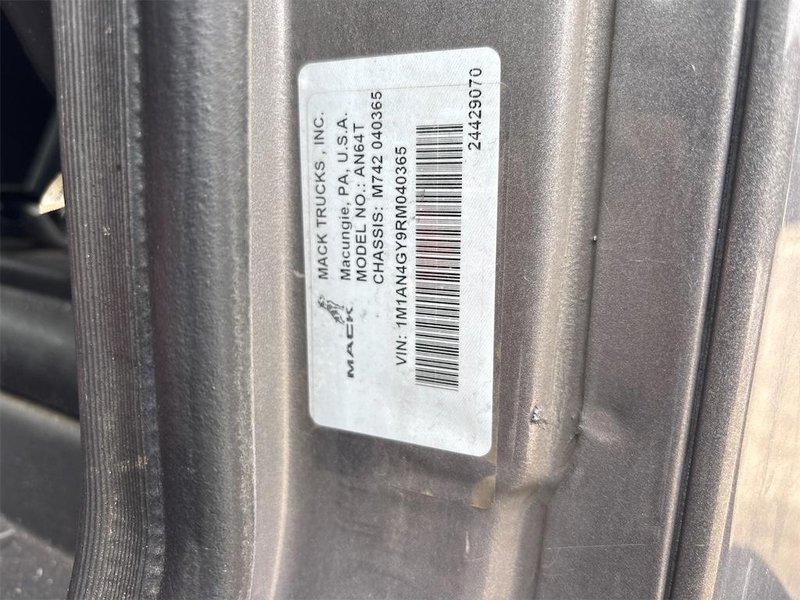 MACK TRUCKS , INC.
Macungie, PA, U.S.A.
MODEL NO.: AN64T
CHASSIS: M742 040365
MACK
VIN: 1M1AN4GY9RM040365
24429070